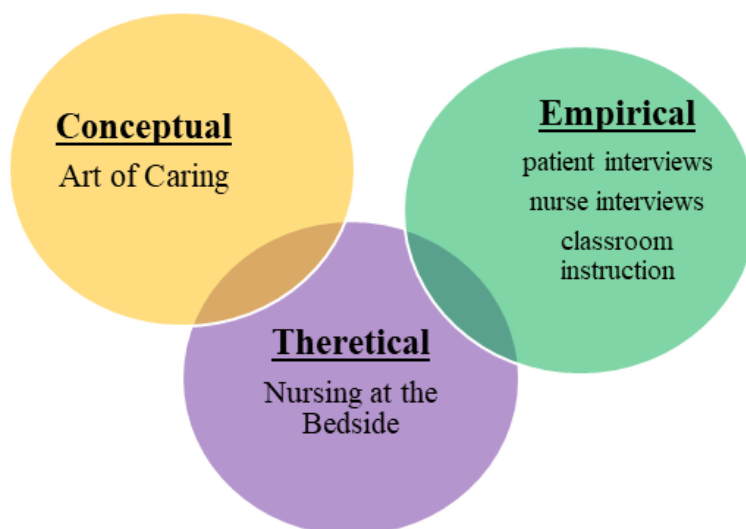 Conceptual
Art of Caring
Empirical
patient interviews
nurse interviews
classroom
instruction
Theretical
Nursing at the
Bedside